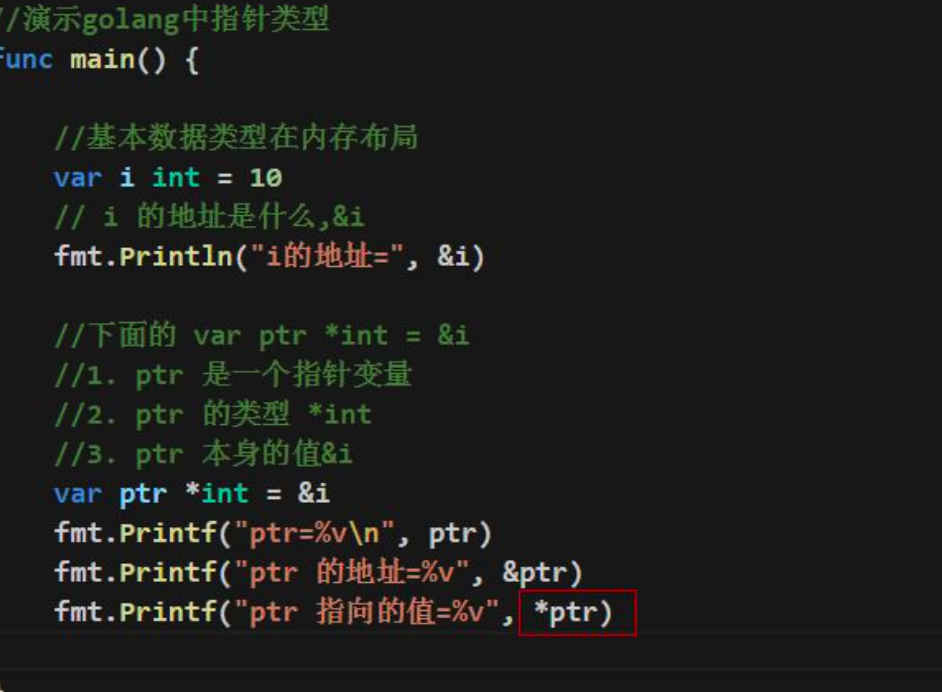 //演示golang中指针类型
func main() {
//基本数据类型在内存布局
var i int = 10
// i 的地址是什么,&i
fmt.Println("i的地址=", &i)
//下面的 var ptr *int = &i
//1. ptr 是一个指针变量
//2. ptr 的类型 *int
//3. ptr 本身的值&i
var ptr *int = &i
fmt.Printf("ptr=%v\n", ptr)
fmt.Printf("ptr 的地址=%v", &ptr)
fmt.Printf("ptr 指向的值=%v", *ptr)